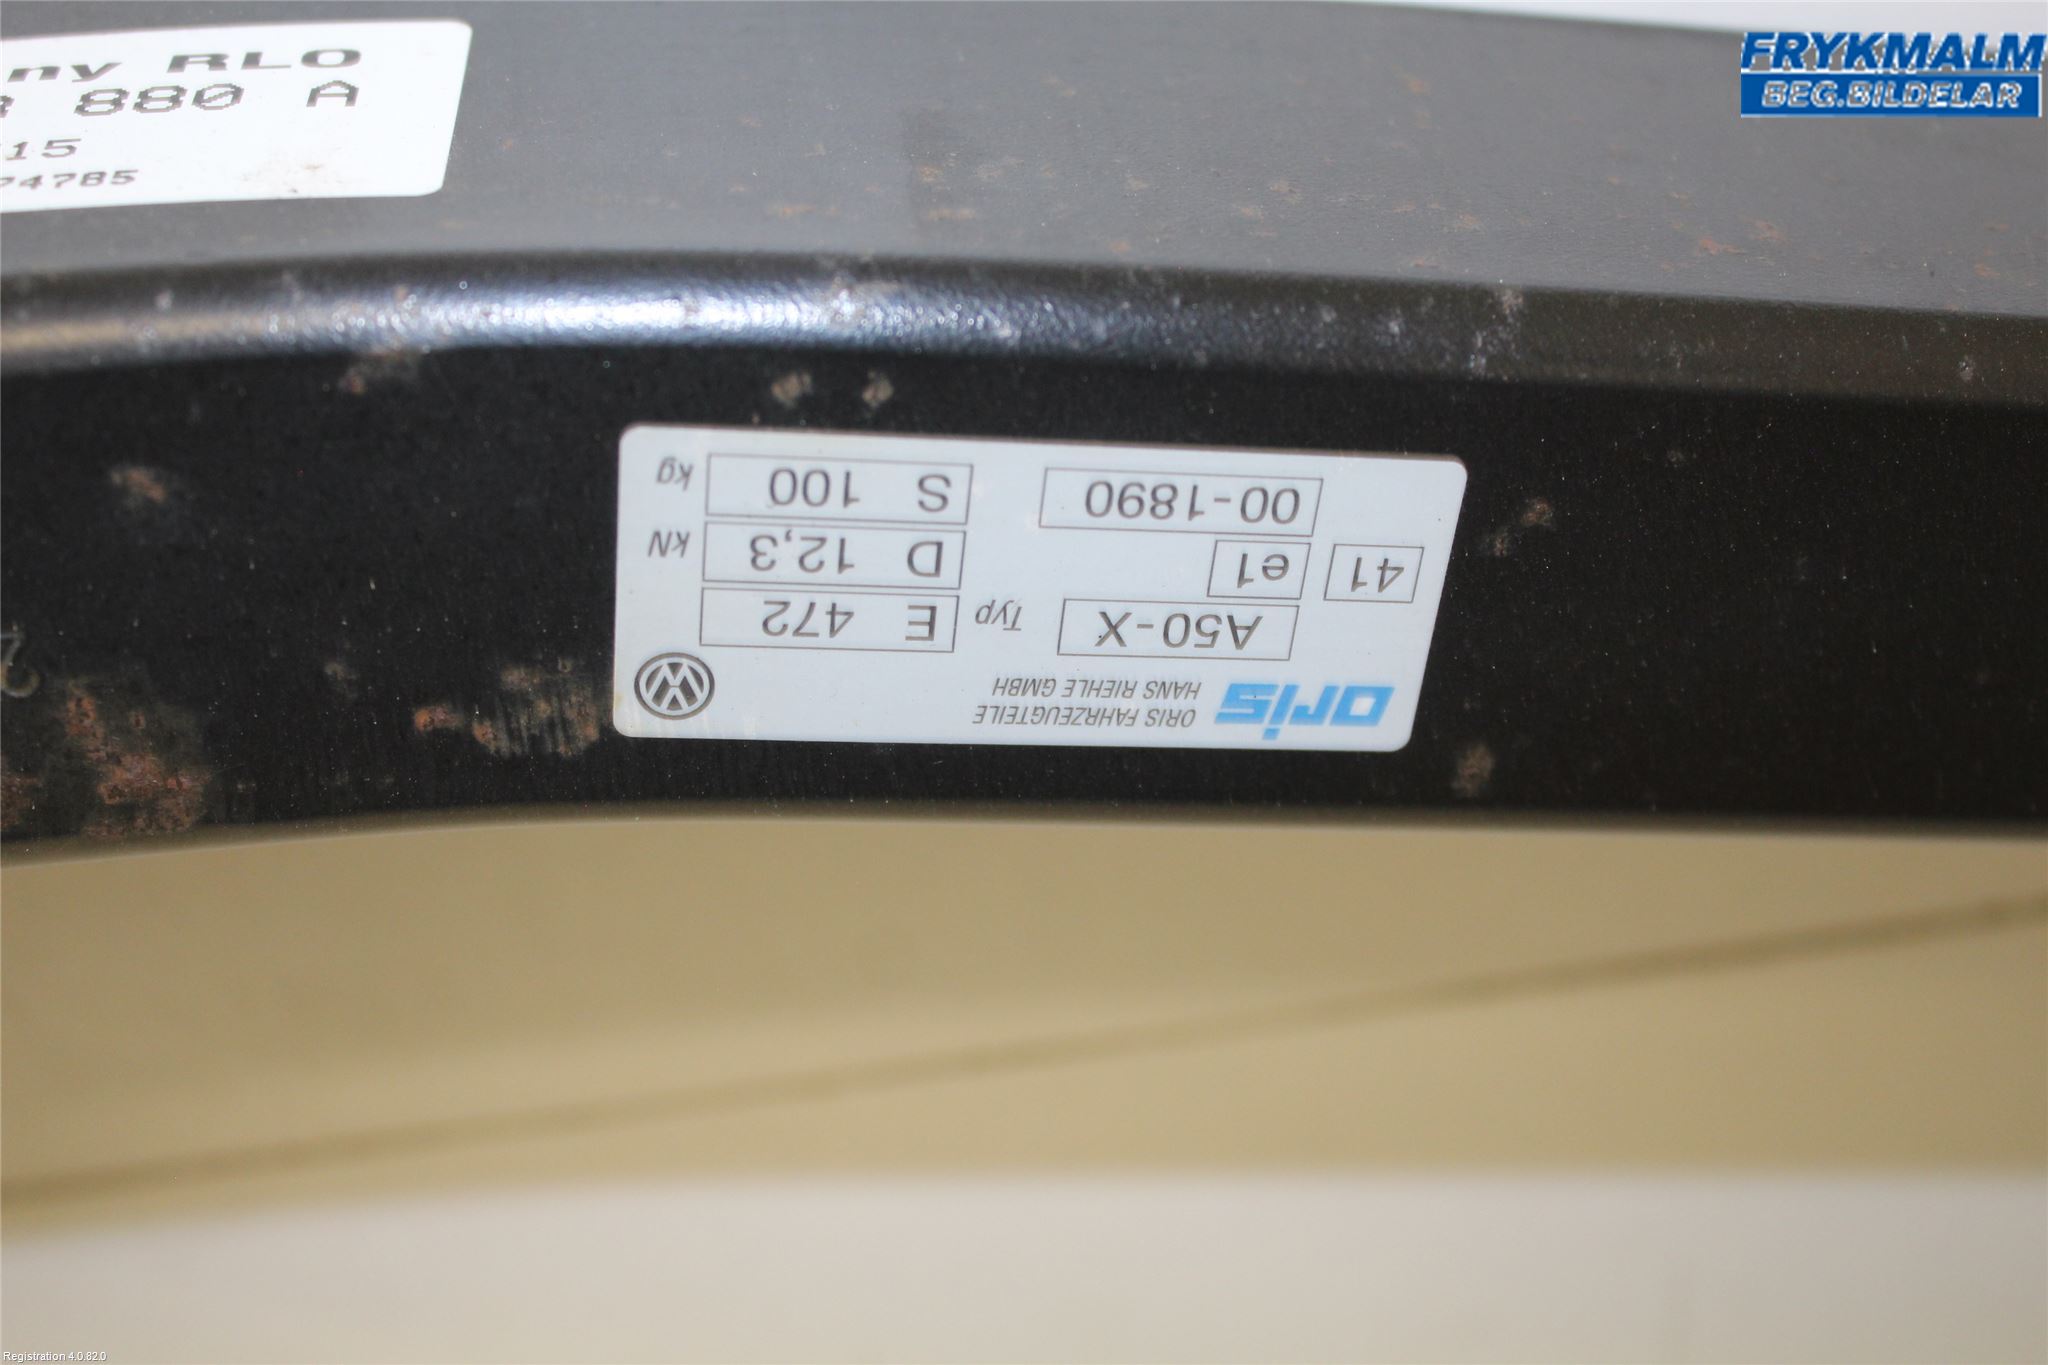 FRYKMALM
BEG.BILDELAR
ny RLO
880 A
15
74785
oris
ORIS FAHRZEUGTEILE
HANS RIEHLE GMBH
A50-X Typ E 472
41 e1 D 12,3 kN
00-1890 S 100 kg
Registration 4.0.82.0